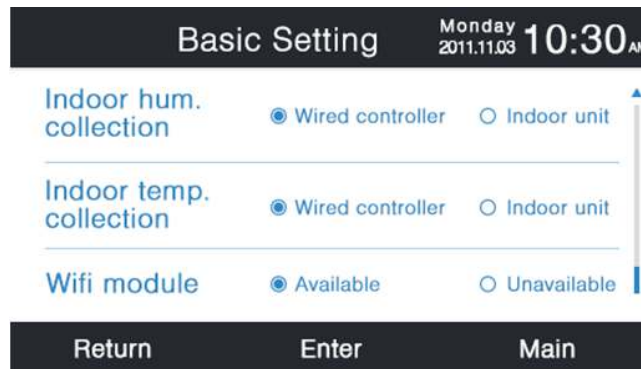 Basic Setting
Monday
2011.11.03
10:30 AM
Indoor hum.
collection
Wired controller
Indoor unit
Indoor temp.
collection
Wired controller
Indoor unit
Wifi module
Available
Unavailable
Return
Enter
Main